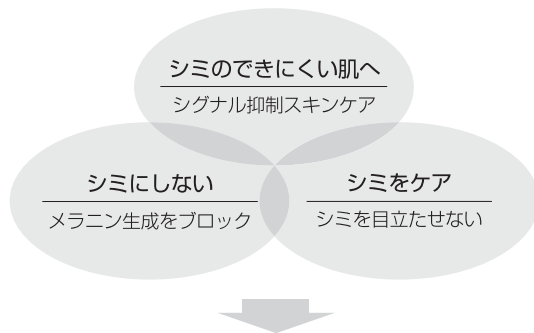 シミのできにくい肌へ
シグナル抑制スキンケア
シミにしない
メラニン生成をブロック
シミをケア
シミを目立たせない